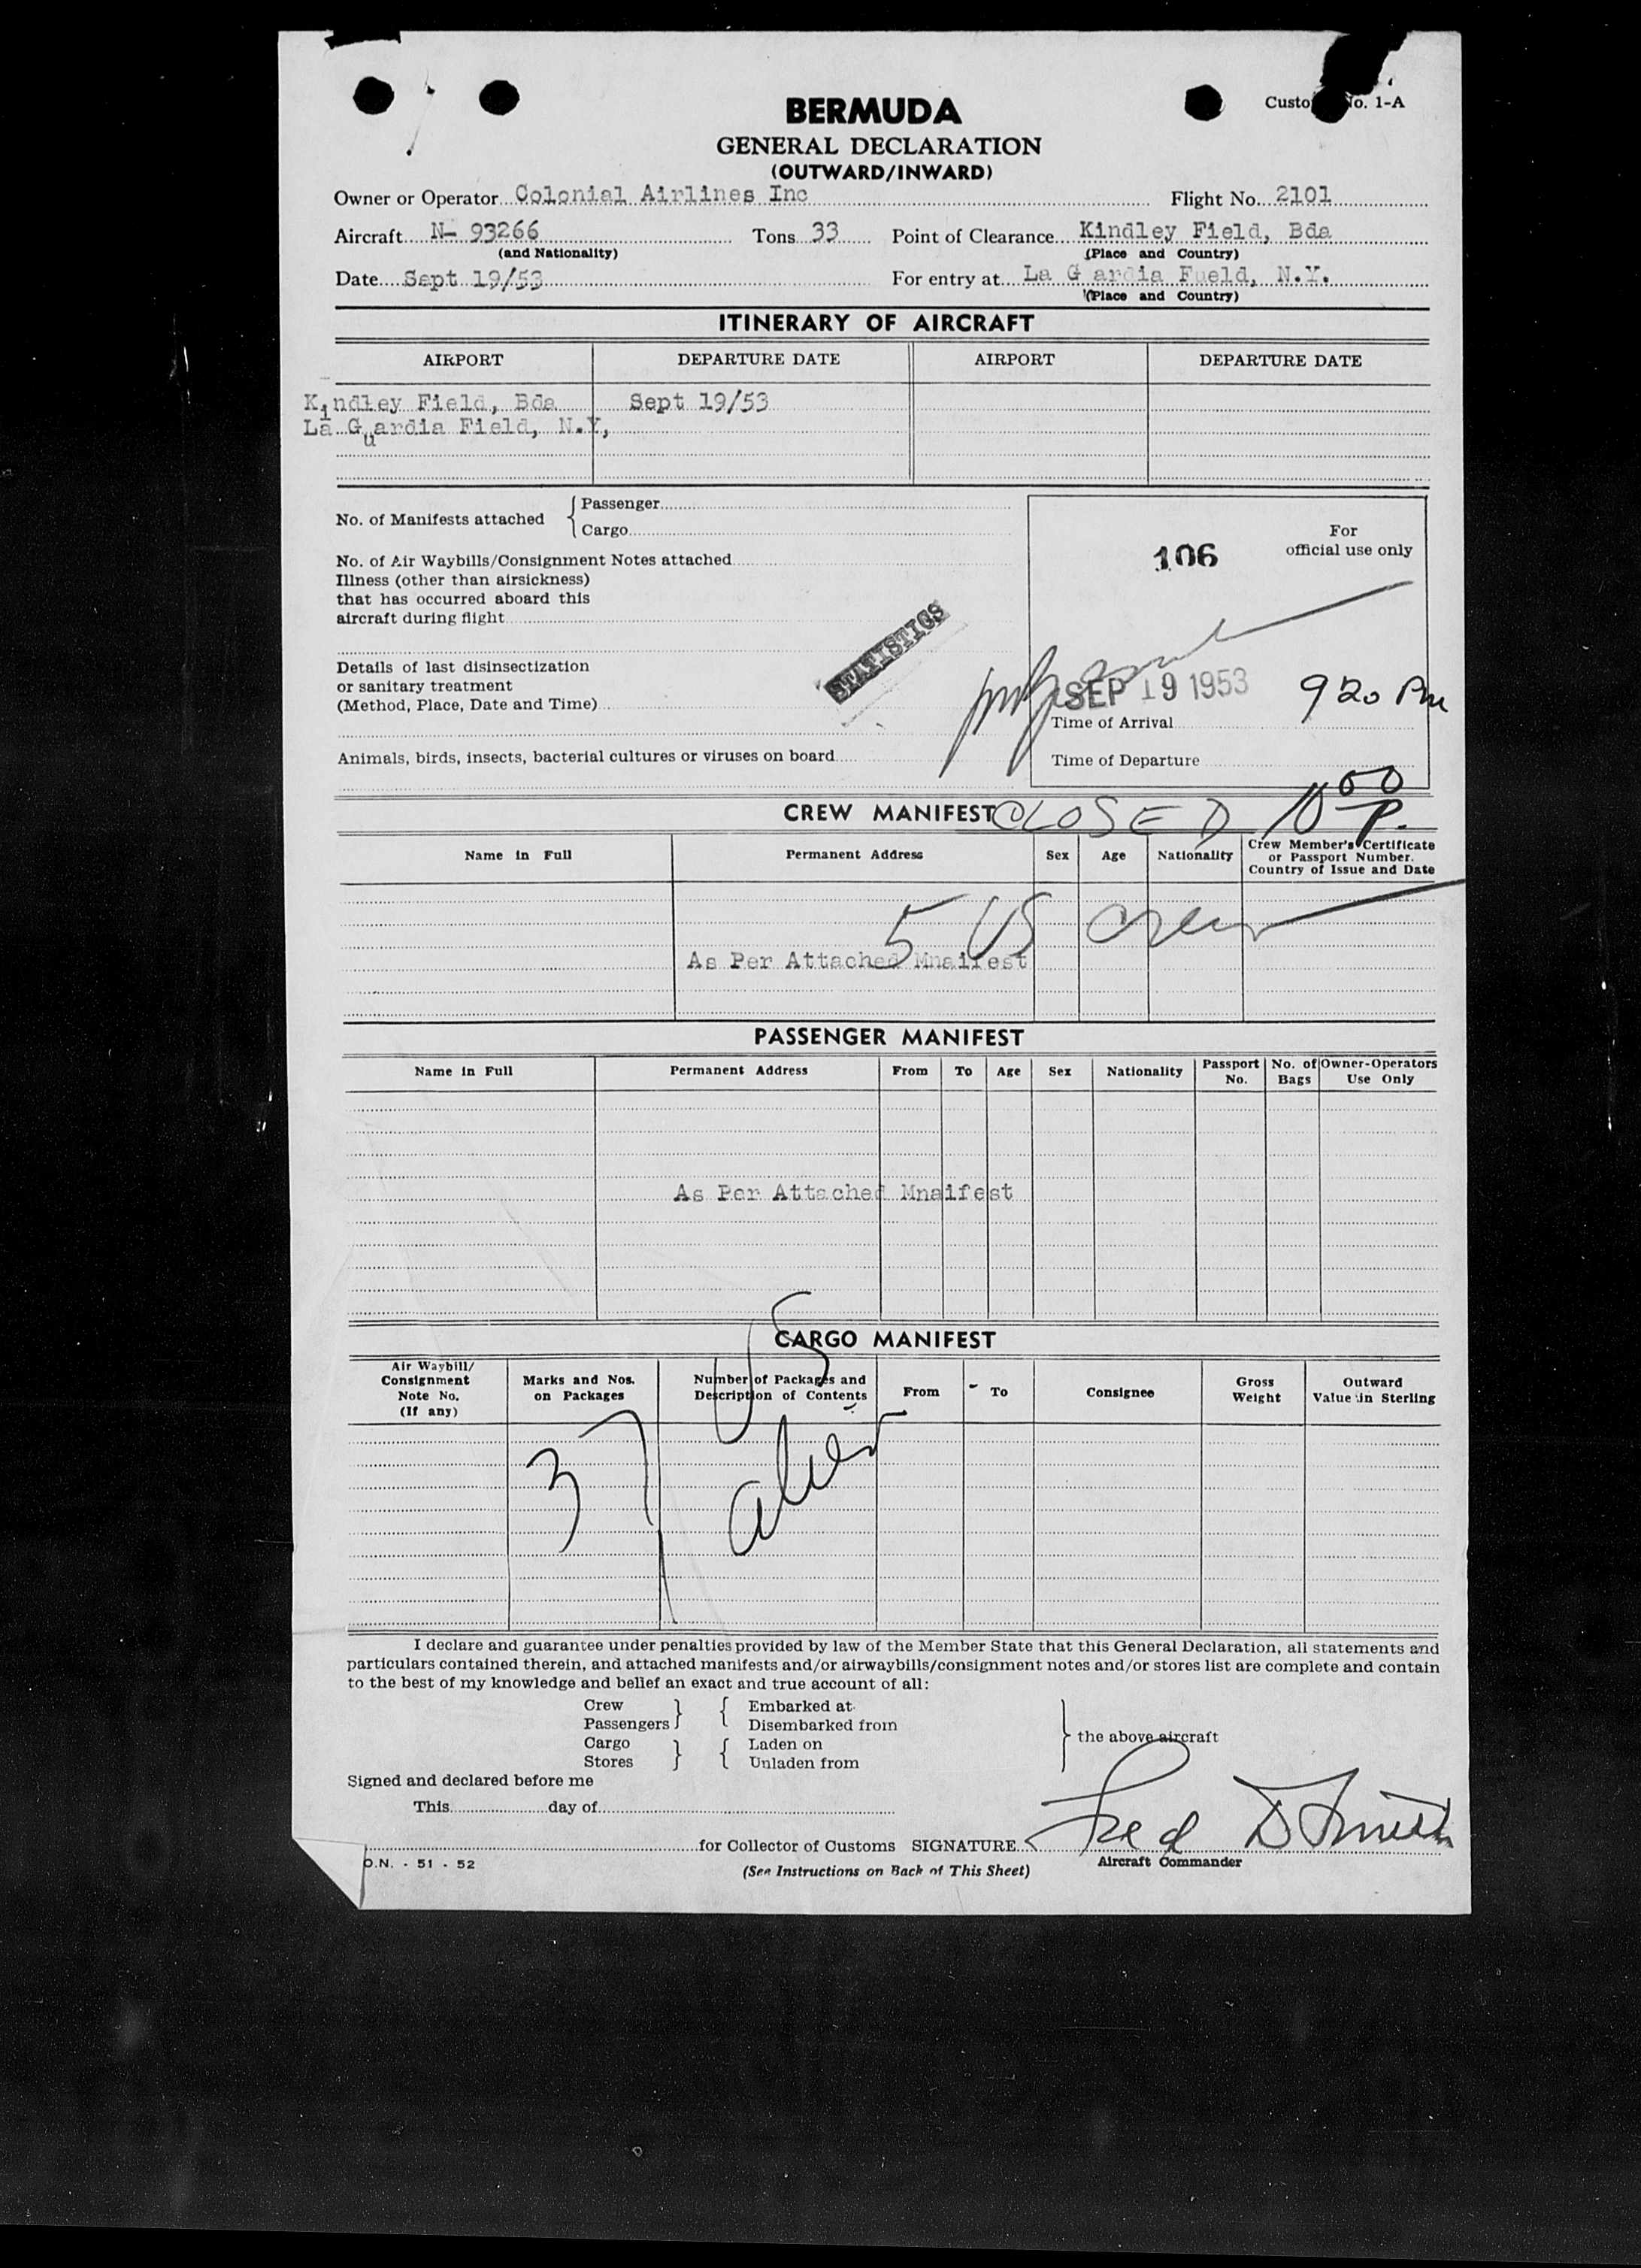 Custo No. 1-A
BERMUDA
GENERAL DECLARATION
(OUTWARD/INWARD)
Owner or Operator Colonial Airlines Inc Flight No. 2101
Aircraft N- 93266 Tons 33 Point of Clearance Kindley Field, Bda
(and Nationality) (Place and Country)
Date Sept 19/53 For entry at La G ardia Fueld, N.Y.
(Place and Country)
ITINERARY OF AIRCRAFT
AIRPORT DEPARTURE DATE AIRPORT DEPARTURE DATE
Kindley Field, Bda Sept 19/53
La Guardia Field, N.Y,
No. of Manifests attached { Passenger
Cargo
For
official use only
106
No. of Air Waybills/Consignment Notes attached
Illness (other than airsickness)
that has occurred aboard this
aircraft during flight
STATISTICS
Details of last disinsectization
or sanitary treatment
(Method, Place, Date and Time)
SEP 19 1953 920 Pm
Time of Arrival
Animals, birds, insects, bacterial cultures or viruses on board
Time of Departure
CREW MANIFEST CLOSED
Name in Full Permanent Address Sex Age Nationality Crew Member's Certificate
or Passport Number.
Country of Issue and Date
5 US Crew
As Per Attached Mnaifest
PASSENGER MANIFEST
Name in Full Permanent Address From To Age Sex Nationality Passport No. No. of Bags Owner-Operators Use Only
As Per Attached Mnaifest
CARGO MANIFEST
Air Waybill/
Consignment
Note No.
(If any)
Marks and Nos.
on Packages
Number of Packages and
Description of Contents
From To Consignee
Gross
Weight
Outward
Value in Sterling
37 US
I declare and guarantee under penalties provided by law of the Member State that this General Declaration, all statements and
particulars contained therein, and attached manifests and/or airwaybills/consignment notes and/or stores list are complete and contain
to the best of my knowledge and belief an exact and true account of all:
Crew } { Embarked at
Passengers } { Disembarked from
Cargo } { Laden on
Stores } { Unladen from
} the above aircraft
Signed and declared before me
This day of
for Collector of Customs SIGNATURE Fred D Smith
Aircraft Commander
O.N. - 51 - 52
(See Instructions on Back of This Sheet)